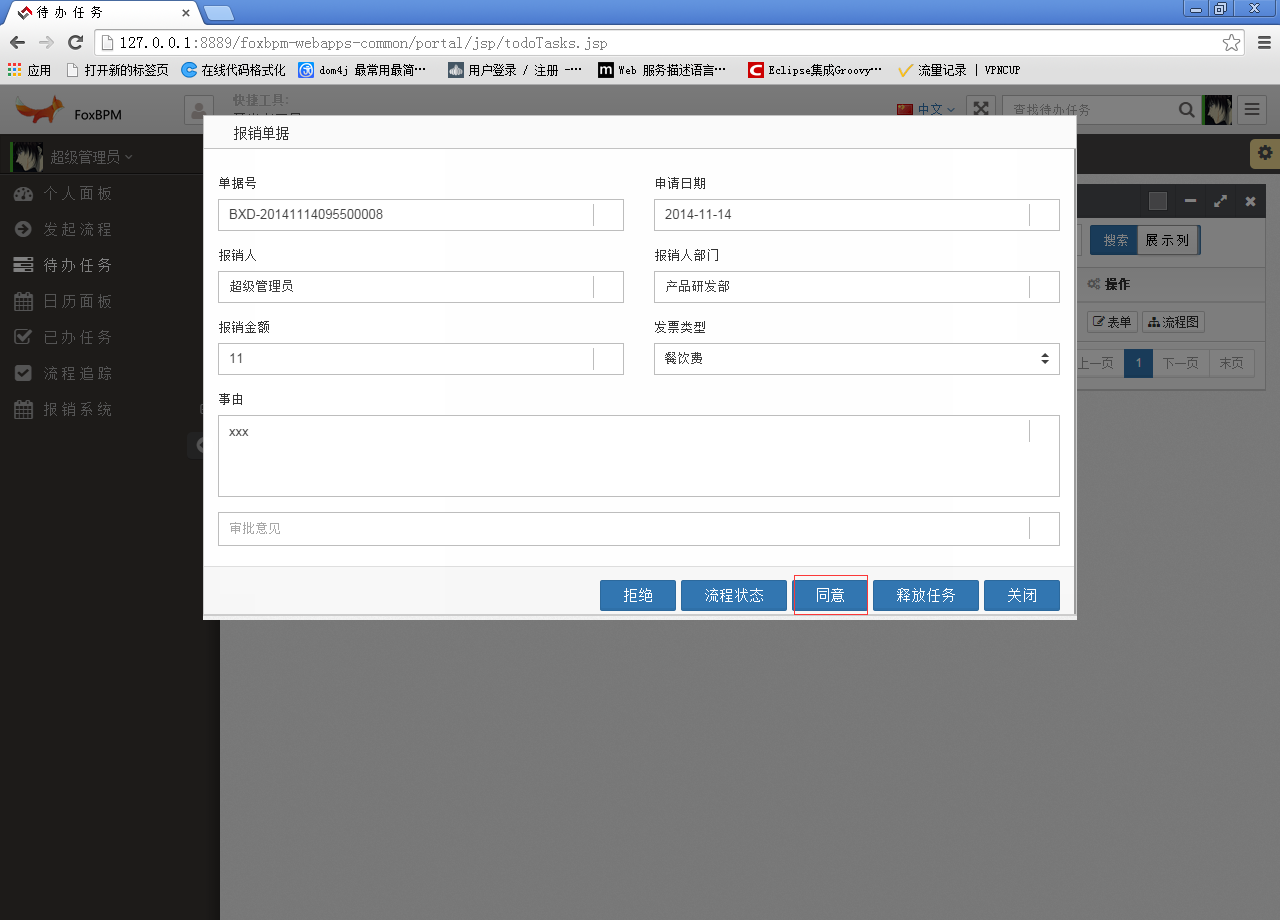 待 办 任 务
127.0.0.1:8889/foxbpm-webapps-common/portal/jsp/todoTasks.jsp
应用 打开新的标签页 在线代码格式化 dom4j 最常用最简… 用户登录 / 注册 -… Web 服务描述语言… Eclipse集成Groovy… 流量记录 | VPNCUP
FoxBPM
快捷工具:
中文
查找待办任务
超级管理员
个人面板
发起流程
待办任务
日历面板
已办任务
流程追踪
报销系统
报销单据
单据号
BXD-20141114095500008
申请日期
2014-11-14
报销人
超级管理员
报销人部门
产品研发部
报销金额
11
发票类型
餐饮费
事由
xxx
审批意见
拒绝 流程状态 同意 释放任务 关闭
搜索 展示列
操作
表单 流程图
上一页 1 下一页 末页